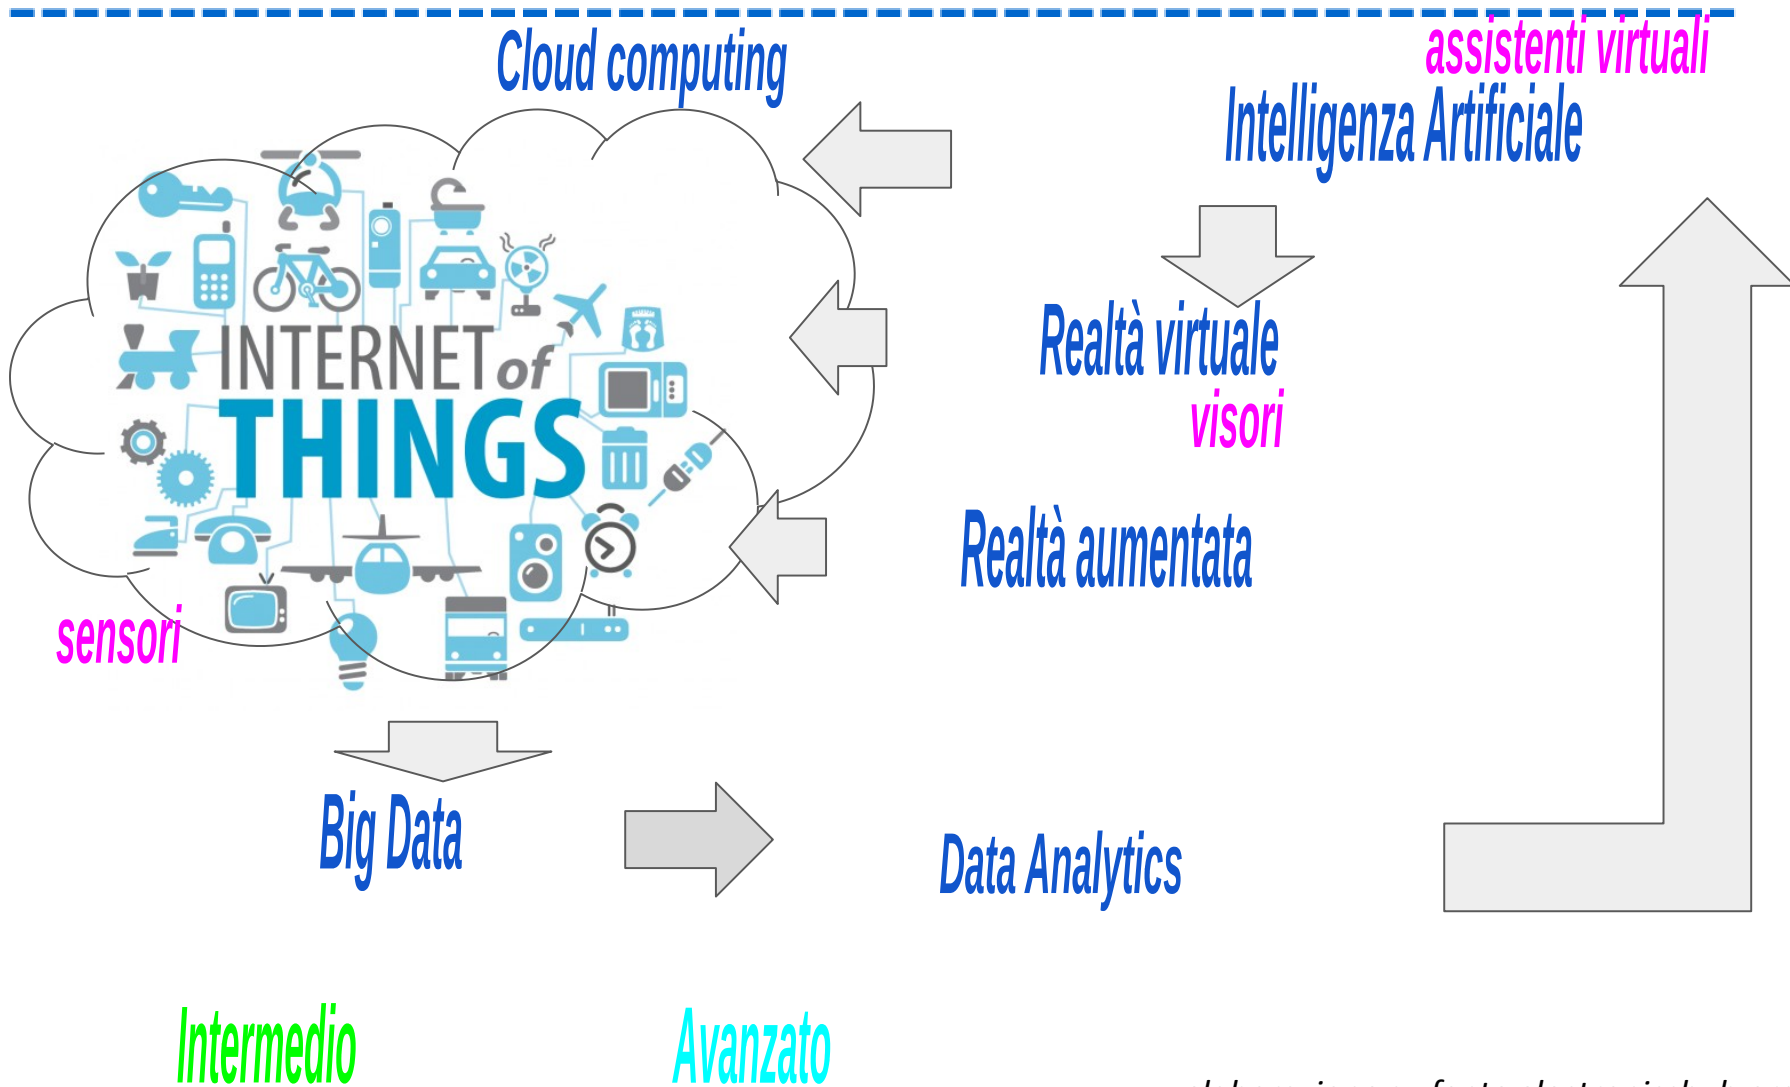 assistenti virtuali
Cloud computing
Intelligenza Artificiale
Realtà virtuale
INTERNET of
THINGS
visori
Realtà aumentata
sensori
Big Data
Data Analytics
Intermedio
Avanzato